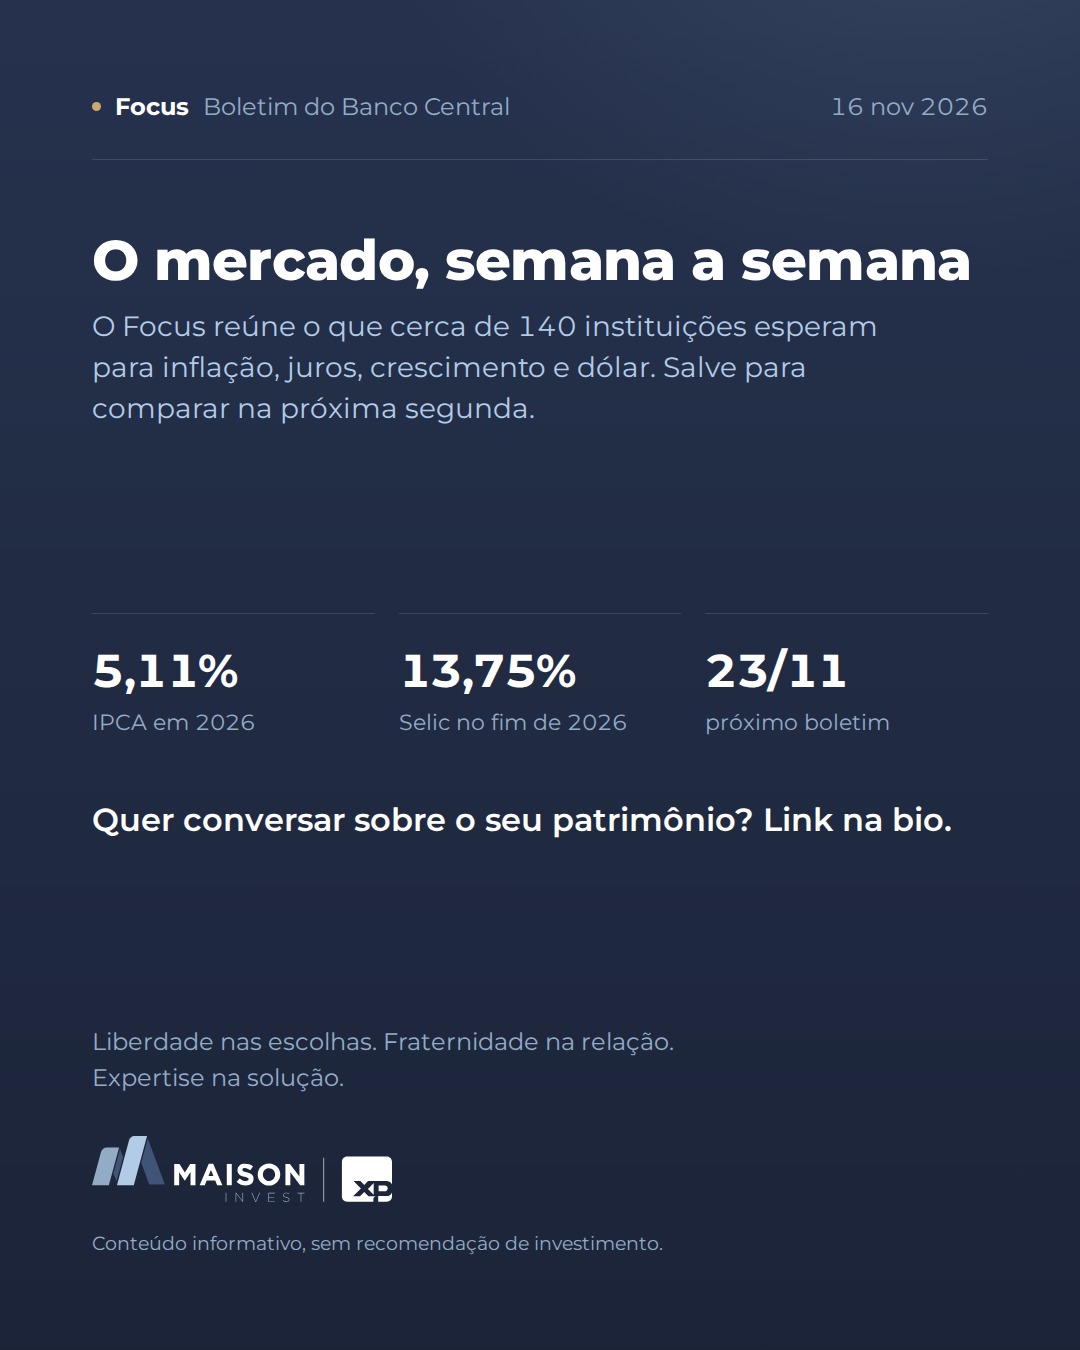 Focus Boletim do Banco Central 16 nov 2026
O mercado, semana a semana
O Focus reúne o que cerca de 140 instituições esperam
para inflação, juros, crescimento e dólar. Salve para
comparar na próxima segunda.
5,11% 13,75% 23/11
IPCA em 2026 Selic no fim de 2026 próximo boletim
Quer conversar sobre o seu patrimônio? Link na bio.
Liberdade nas escolhas. Fraternidade na relação.
Expertise na solução.
MAISON xp
INVEST
Conteúdo informativo, sem recomendação de investimento.